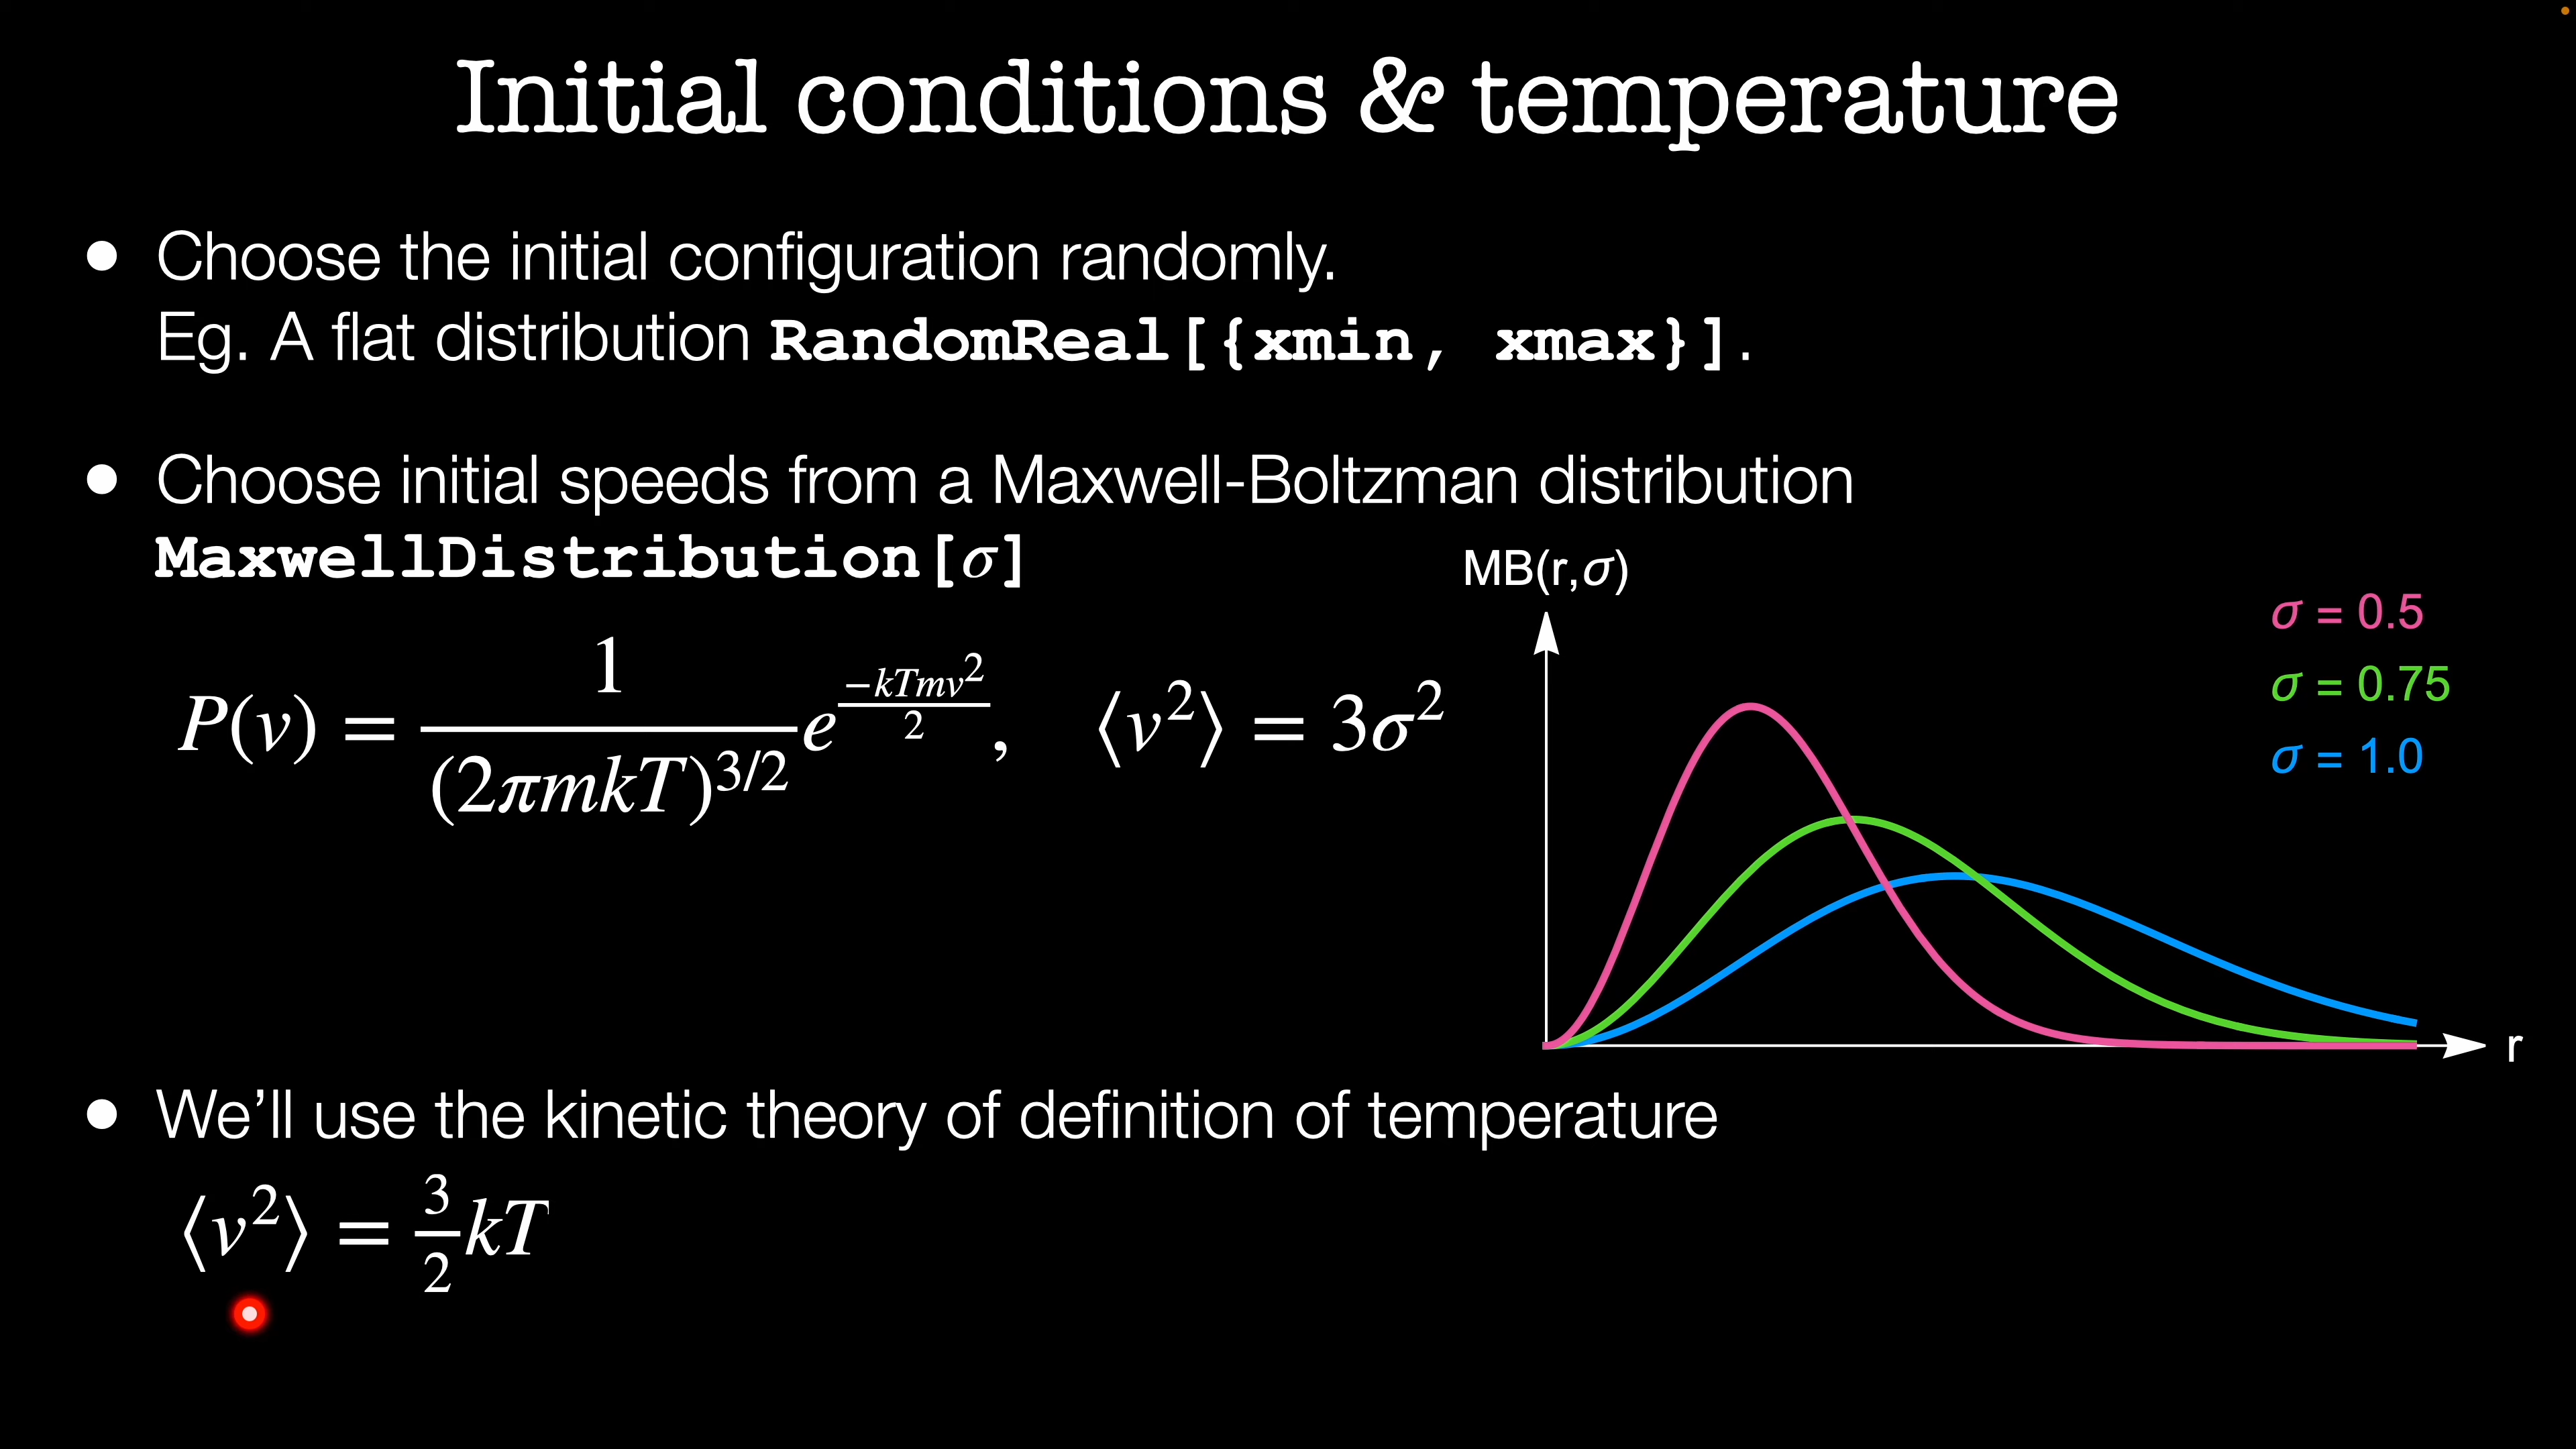 Initial conditions & temperature
● Choose the initial configuration randomly.
Eg. A flat distribution RandomReal[{xmin, xmax}].
● Choose initial speeds from a Maxwell-Boltzman distribution
MaxwellDistribution[σ]
P(v) = 1/(2πmkT)^{3/2} e^{−kTmv²/2}, ⟨v²⟩ = 3σ²
MB(r,σ)
σ = 0.5
σ = 0.75
σ = 1.0
r
● We’ll use the kinetic theory of definition of temperature
⟨v²⟩ = 3/2 kT